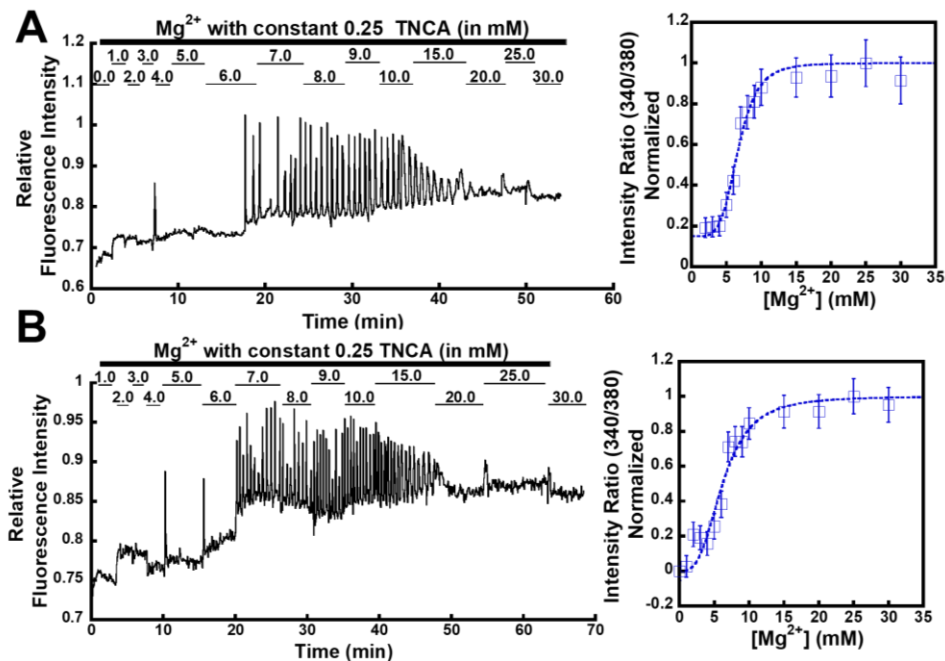 A
Mg²⁺ with constant 0.25 TNCA (in mM)
1.0 3.0 5.0 7.0 9.0 15.0 25.0
0.0 2.0 4.0 6.0 8.0 10.0 20.0 30.0
Relative
Fluorescence Intensity
1.2
1.1
1
0.9
0.8
0.7
0.6
0 10 20 30 40 50 60
Time (min)
Intensity Ratio (340/380)
Normalized
1.2
1
0.8
0.6
0.4
0.2
0
0 5 10 15 20 25 30 35
[Mg²⁺] (mM)
B
Mg²⁺ with constant 0.25 TNCA (in mM)
1.0 3.0 5.0 7.0 9.0 15.0 25.0
2.0 4.0 6.0 8.0 10.0 20.0 30.0
Relative
Fluorescence Intensity
1
0.95
0.9
0.85
0.8
0.75
0.7
0 10 20 30 40 50 60 70
Time (min)
Intensity Ratio (340/380)
Normalized
1.2
1
0.8
0.6
0.4
0.2
0
-0.2
0 5 10 15 20 25 30 35
[Mg²⁺] (mM)